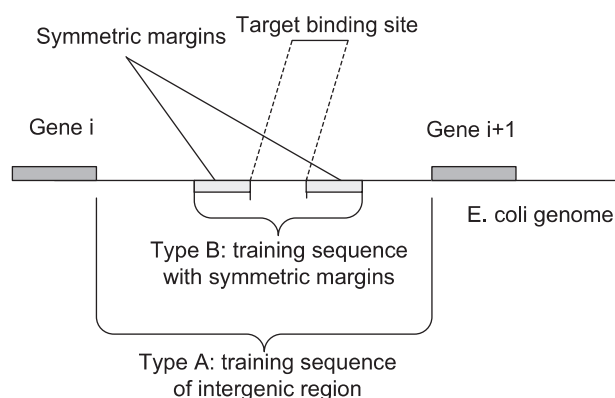 Target binding site
Symmetric margins
Gene i
Gene i+1
E. coli genome
Type B: training sequence
with symmetric margins
Type A: training sequence
of intergenic region